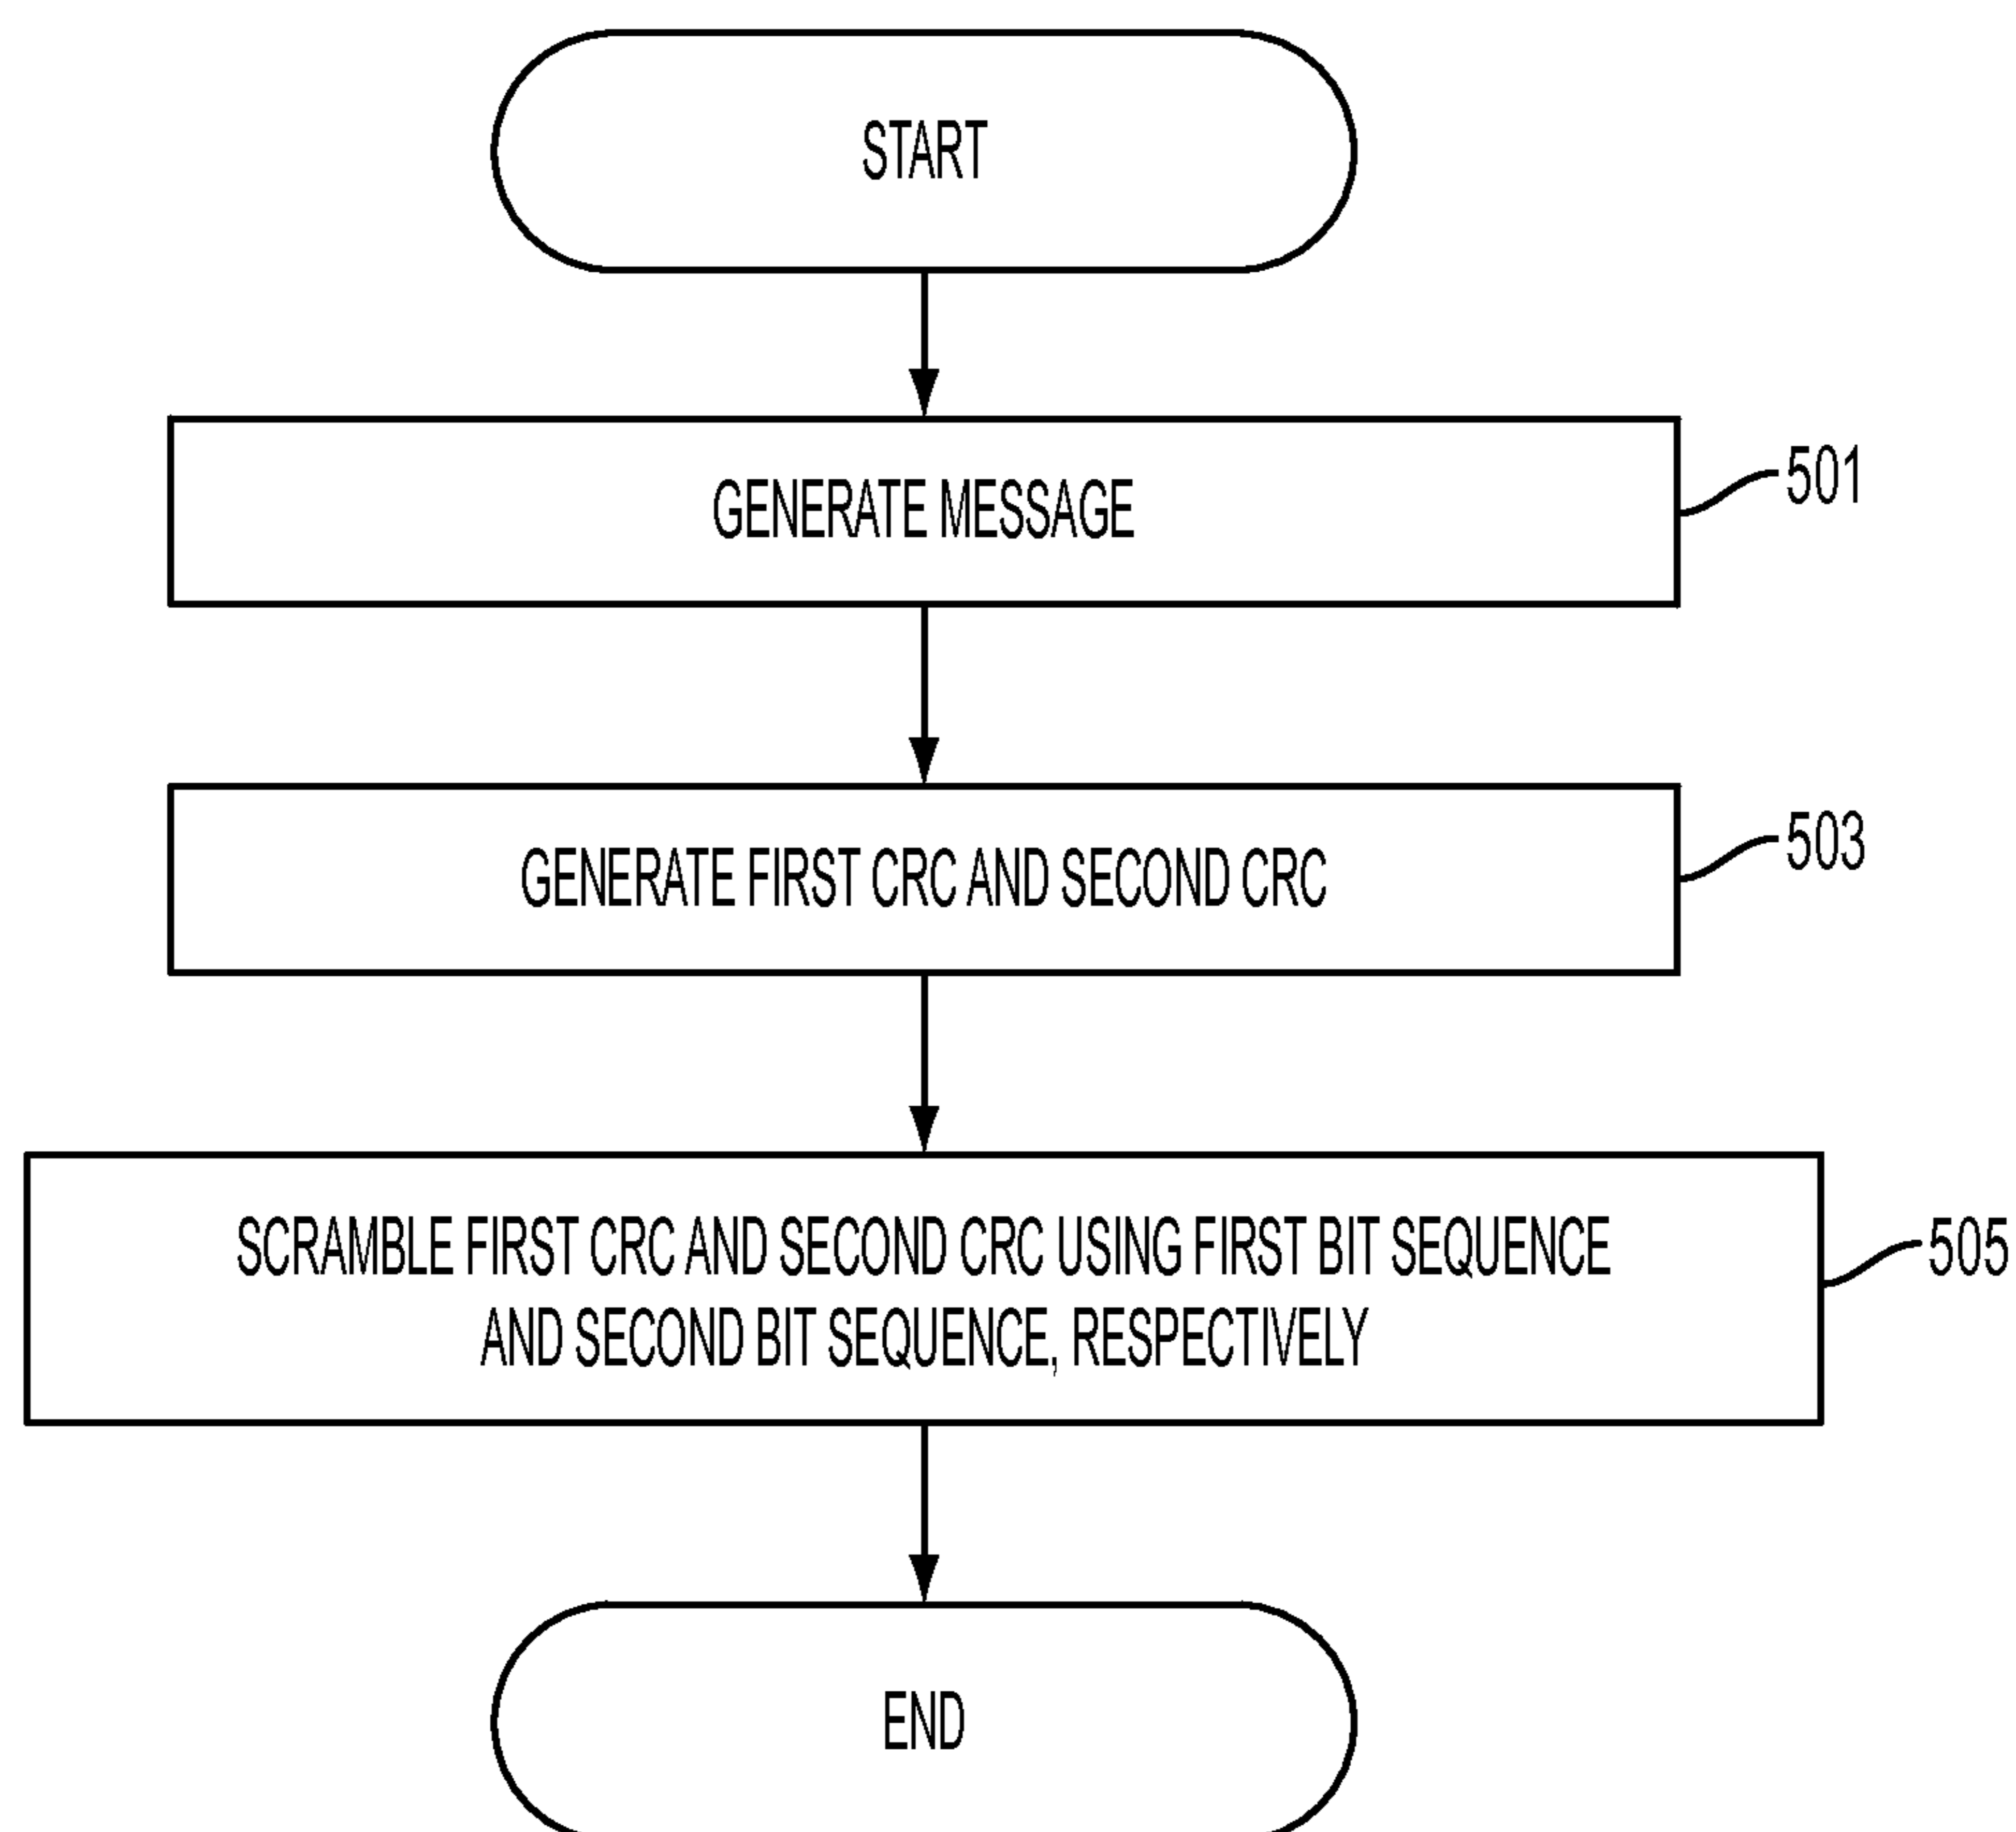 START
GENERATE MESSAGE
501
GENERATE FIRST CRC AND SECOND CRC
503
SCRAMBLE FIRST CRC AND SECOND CRC USING FIRST BIT SEQUENCE
AND SECOND BIT SEQUENCE, RESPECTIVELY
505
END